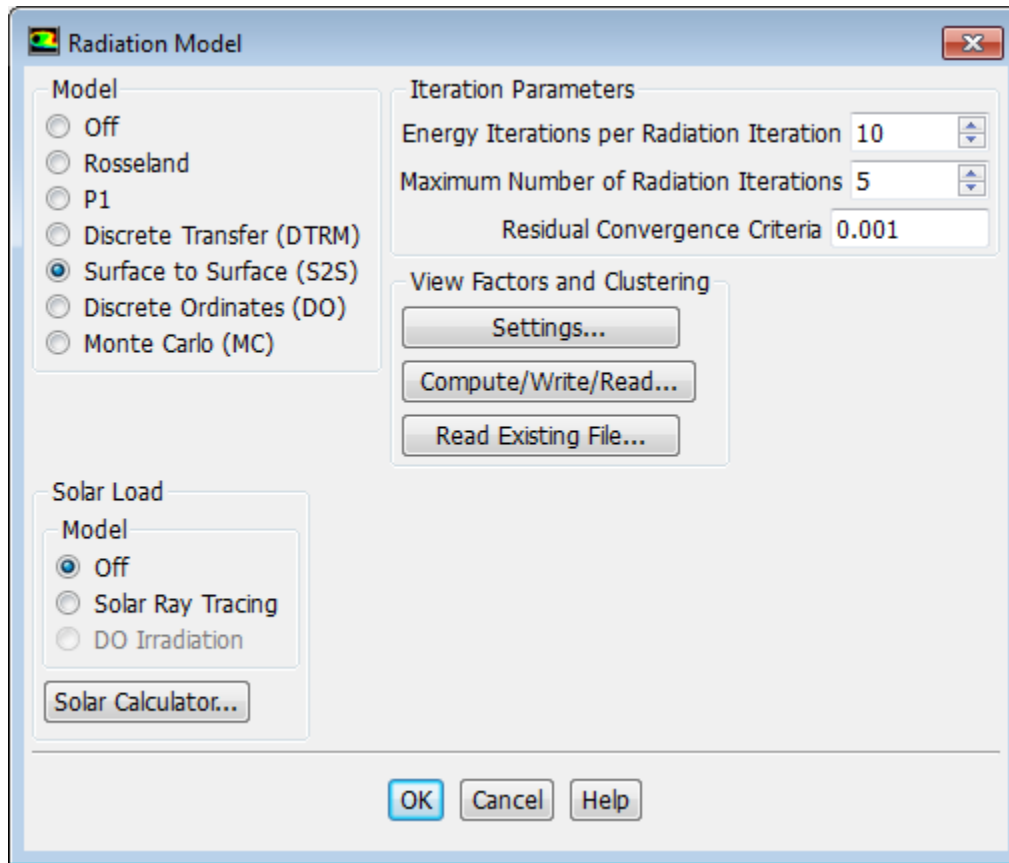 Radiation Model
Model
Off
Rosseland
P1
Discrete Transfer (DTRM)
Surface to Surface (S2S)
Discrete Ordinates (DO)
Monte Carlo (MC)
Iteration Parameters
Energy Iterations per Radiation Iteration 10
Maximum Number of Radiation Iterations 5
Residual Convergence Criteria 0.001
View Factors and Clustering
Settings...
Compute/Write/Read...
Read Existing File...
Solar Load
Model
Off
Solar Ray Tracing
DO Irradiation
Solar Calculator...
OK Cancel Help